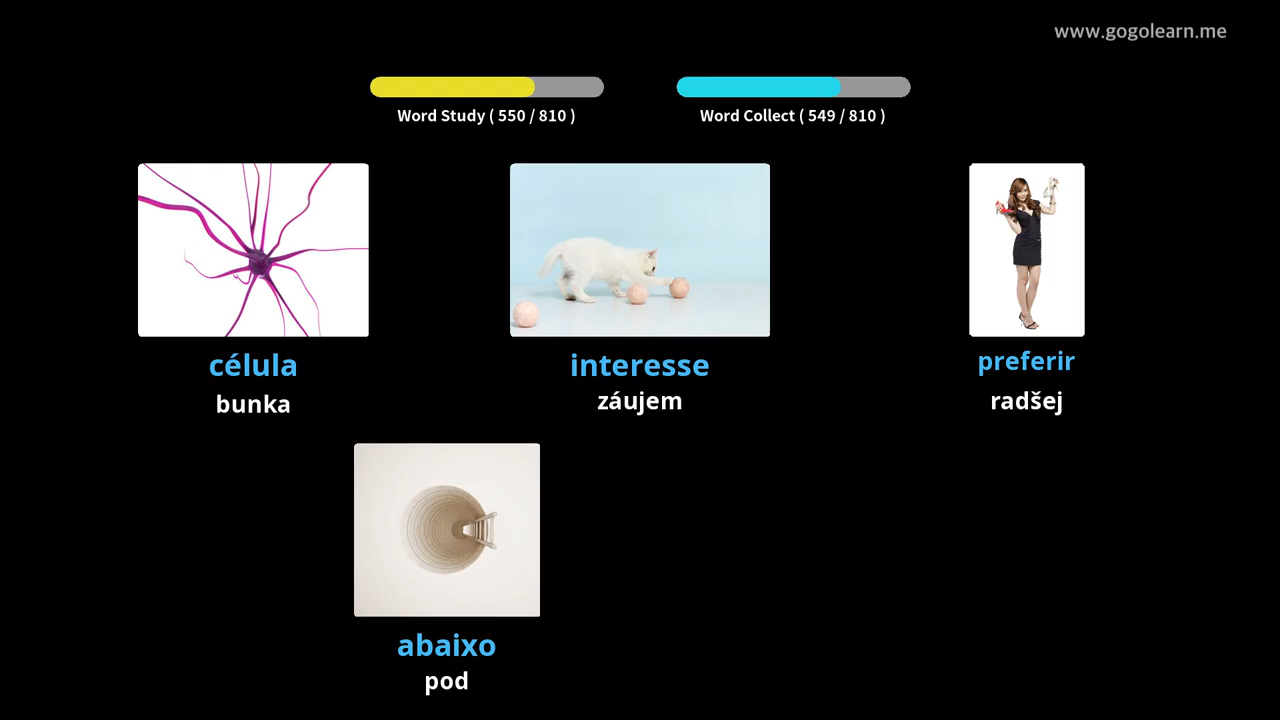 www.gogolearn.me
Word Study ( 550 / 810 )
Word Collect ( 549 / 810 )
célula
bunka
interesse
záujem
preferir
radšej
abaixo
pod